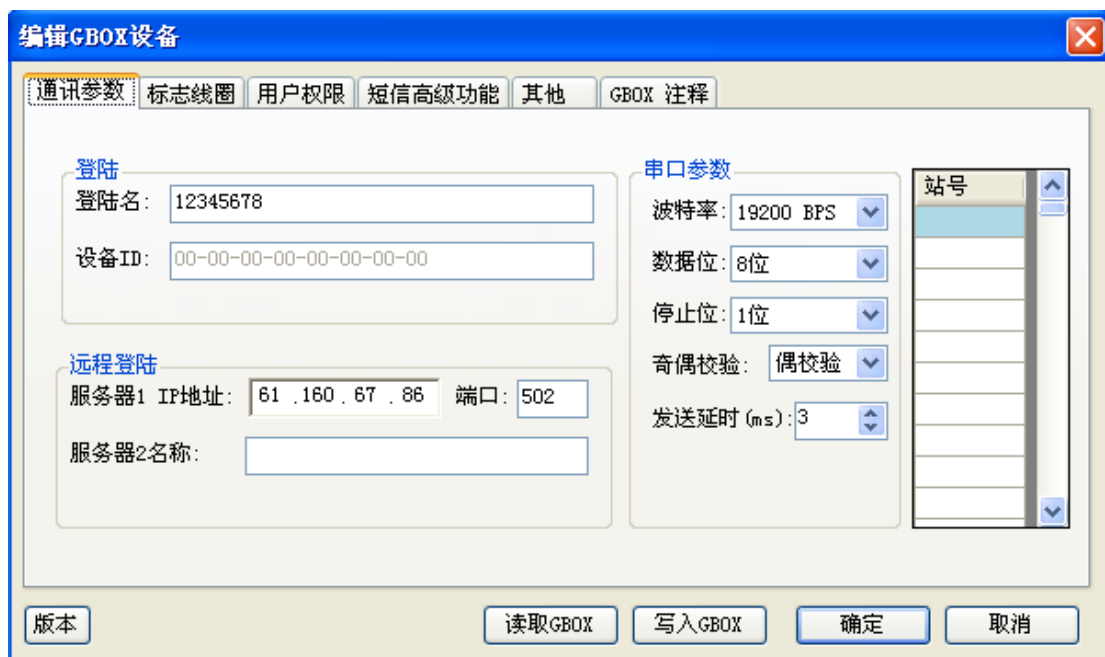 编辑GBOX设备
通讯参数 标志线圈 用户权限 短信高级功能 其他 GBOX 注释
登陆
登陆名: 12345678
设备ID: 00-00-00-00-00-00-00-00
远程登陆
服务器1 IP地址: 61 .160 .67 .86 端口: 502
服务器2名称:
串口参数
波特率: 19200 BPS
数据位: 8位
停止位: 1位
奇偶校验: 偶校验
发送延时(ms): 3
站号
版本 读取GBOX 写入GBOX 确定 取消